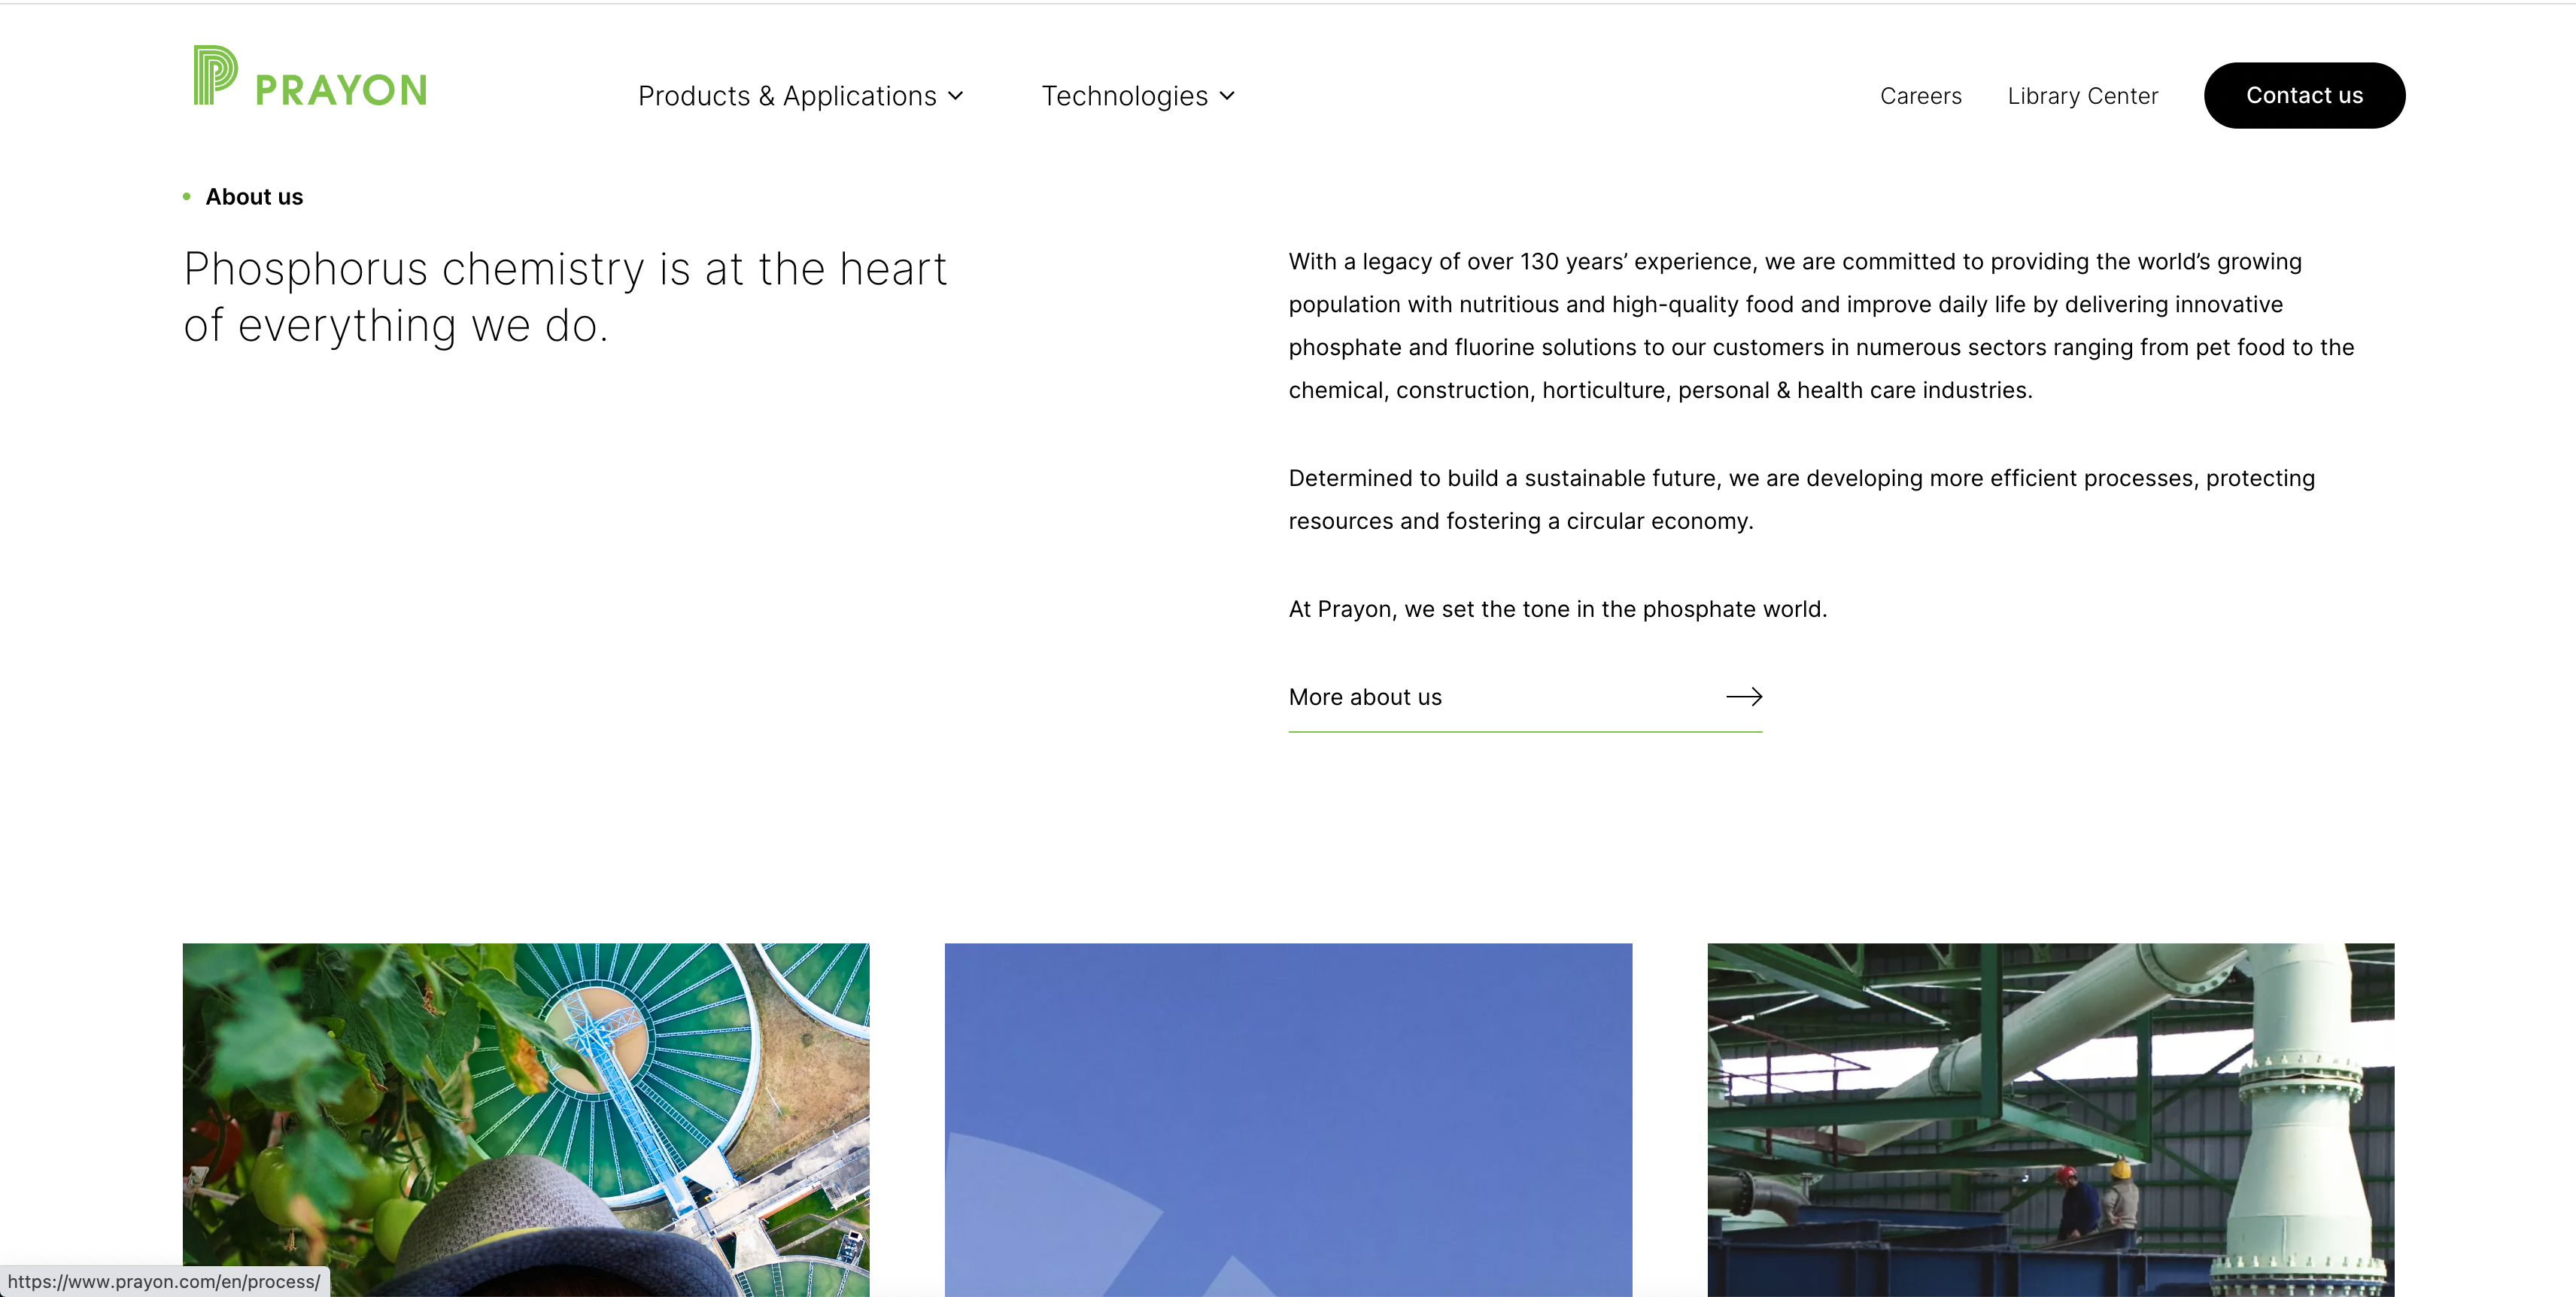 PRAYON
Products & Applications
Technologies
Careers
Library Center
Contact us
About us
Phosphorus chemistry is at the heart
of everything we do.
With a legacy of over 130 years’ experience, we are committed to providing the world’s growing
population with nutritious and high-quality food and improve daily life by delivering innovative
phosphate and fluorine solutions to our customers in numerous sectors ranging from pet food to the
chemical, construction, horticulture, personal & health care industries.
Determined to build a sustainable future, we are developing more efficient processes, protecting
resources and fostering a circular economy.
At Prayon, we set the tone in the phosphate world.
More about us
https://www.prayon.com/en/process/